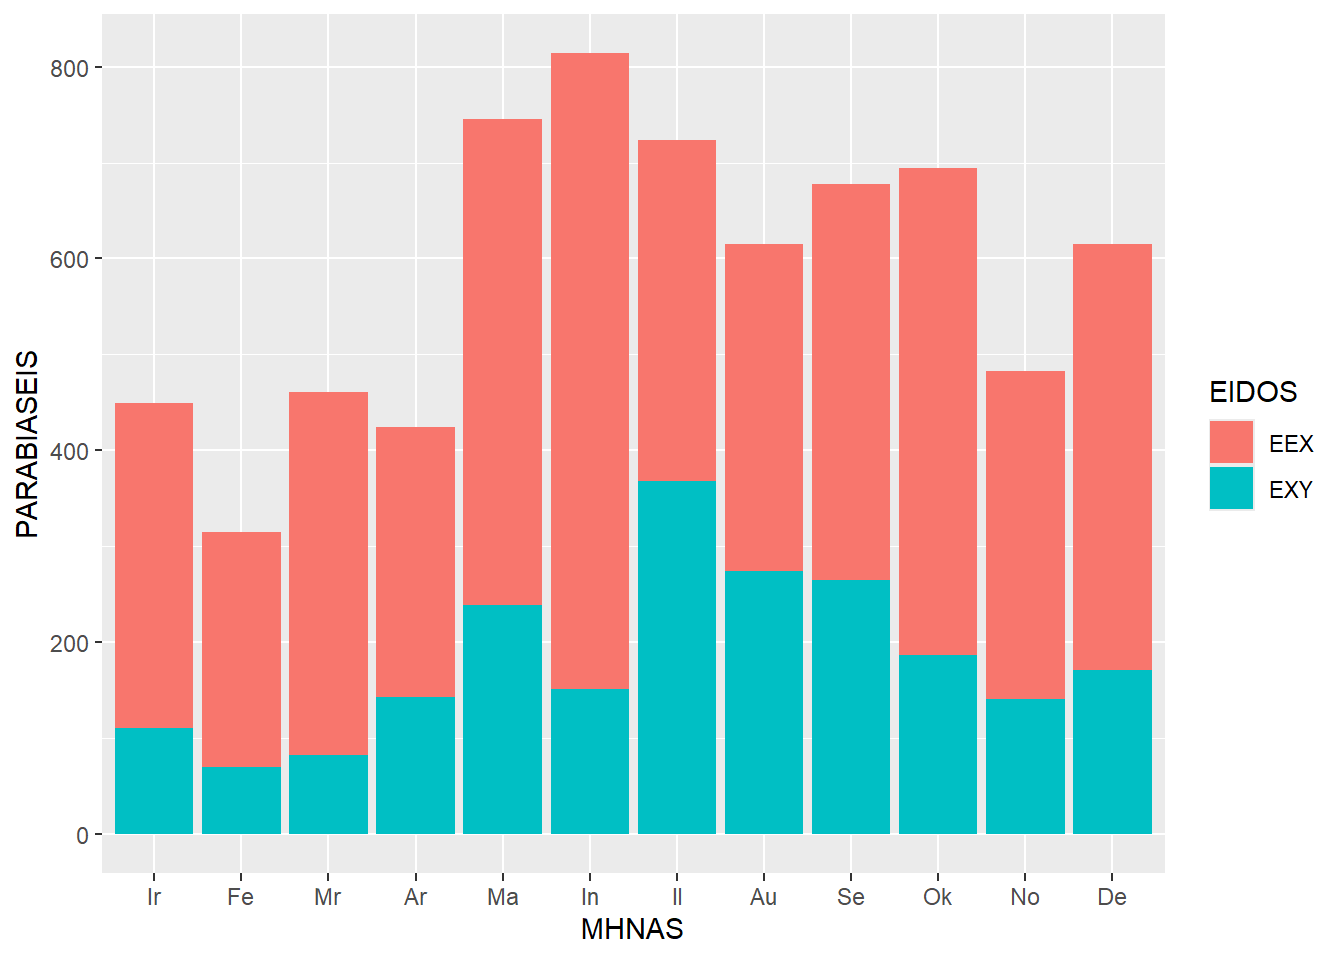 PARABIASEIS
800
600
400
200
0
Ir Fe Mr Ar Ma In Il Au Se Ok No De
MHNAS
EIDOS
EEX
EXY